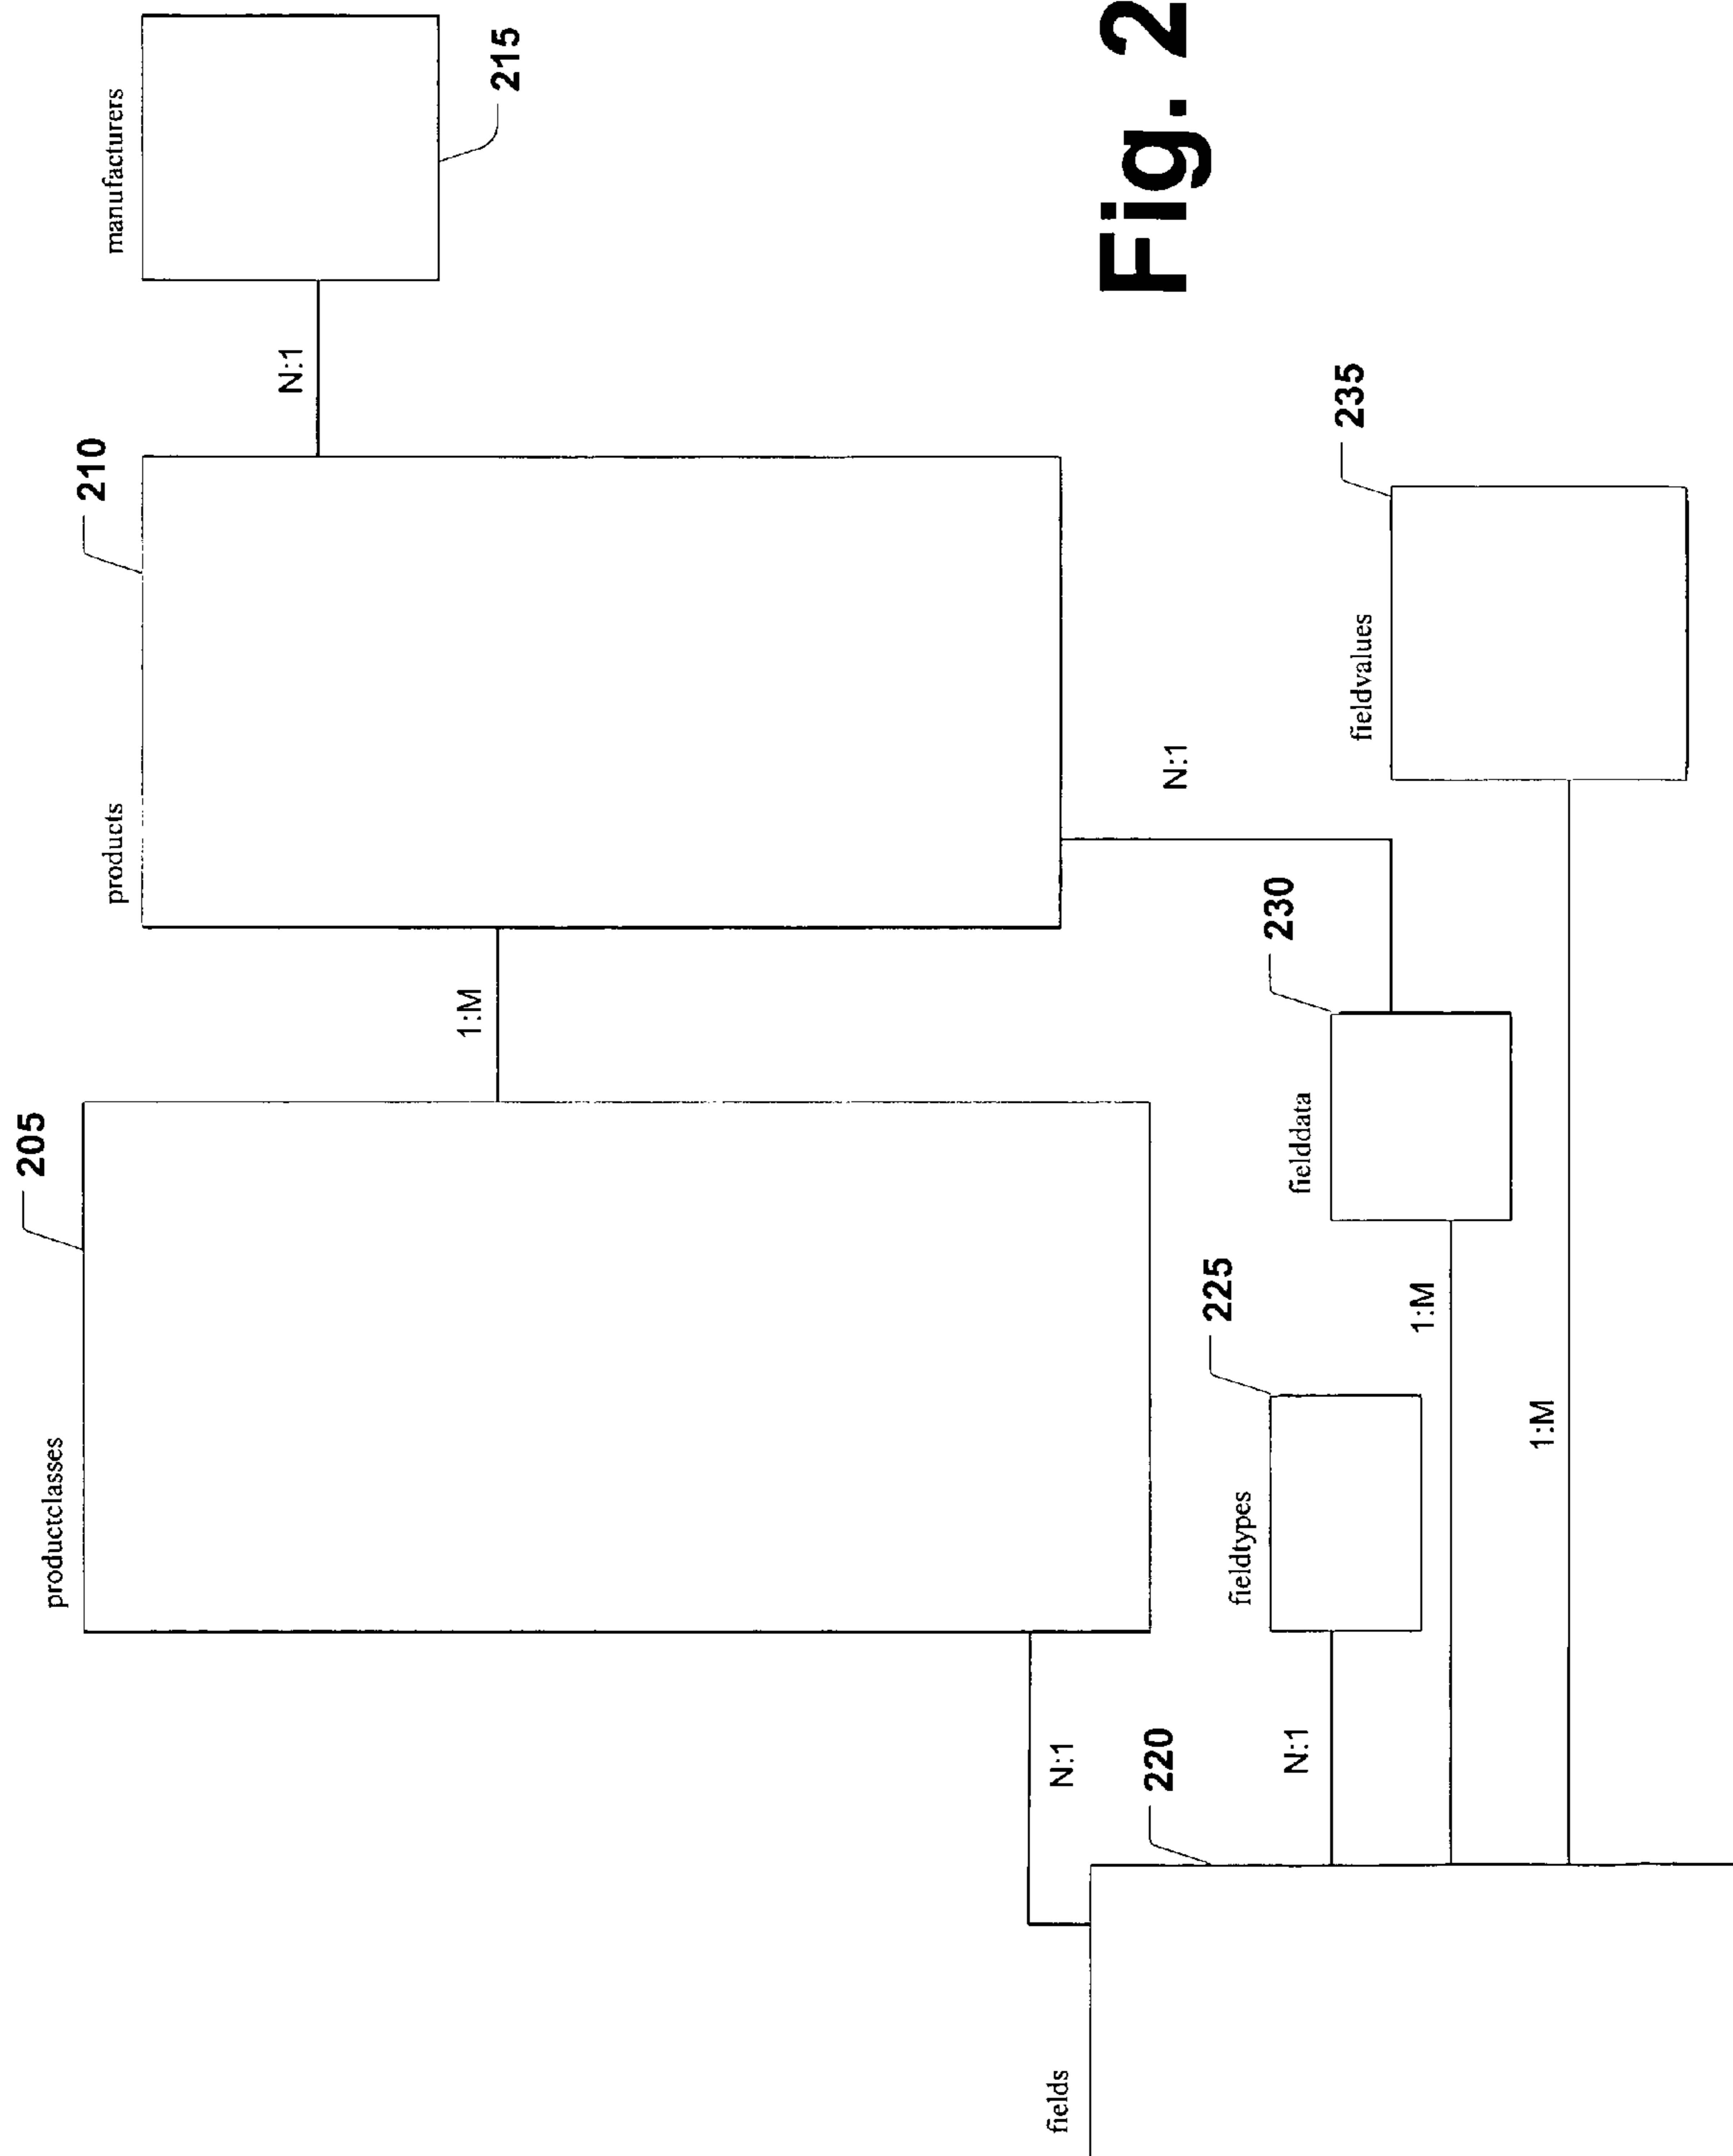 productclasses
205
products
210
manufacturers
215
1:M
N:1
fields
220
N:1
fieldtypes
225
N:1
fielddata
230
1:M
N:1
fieldvalues
235
1:M
Fig. 2